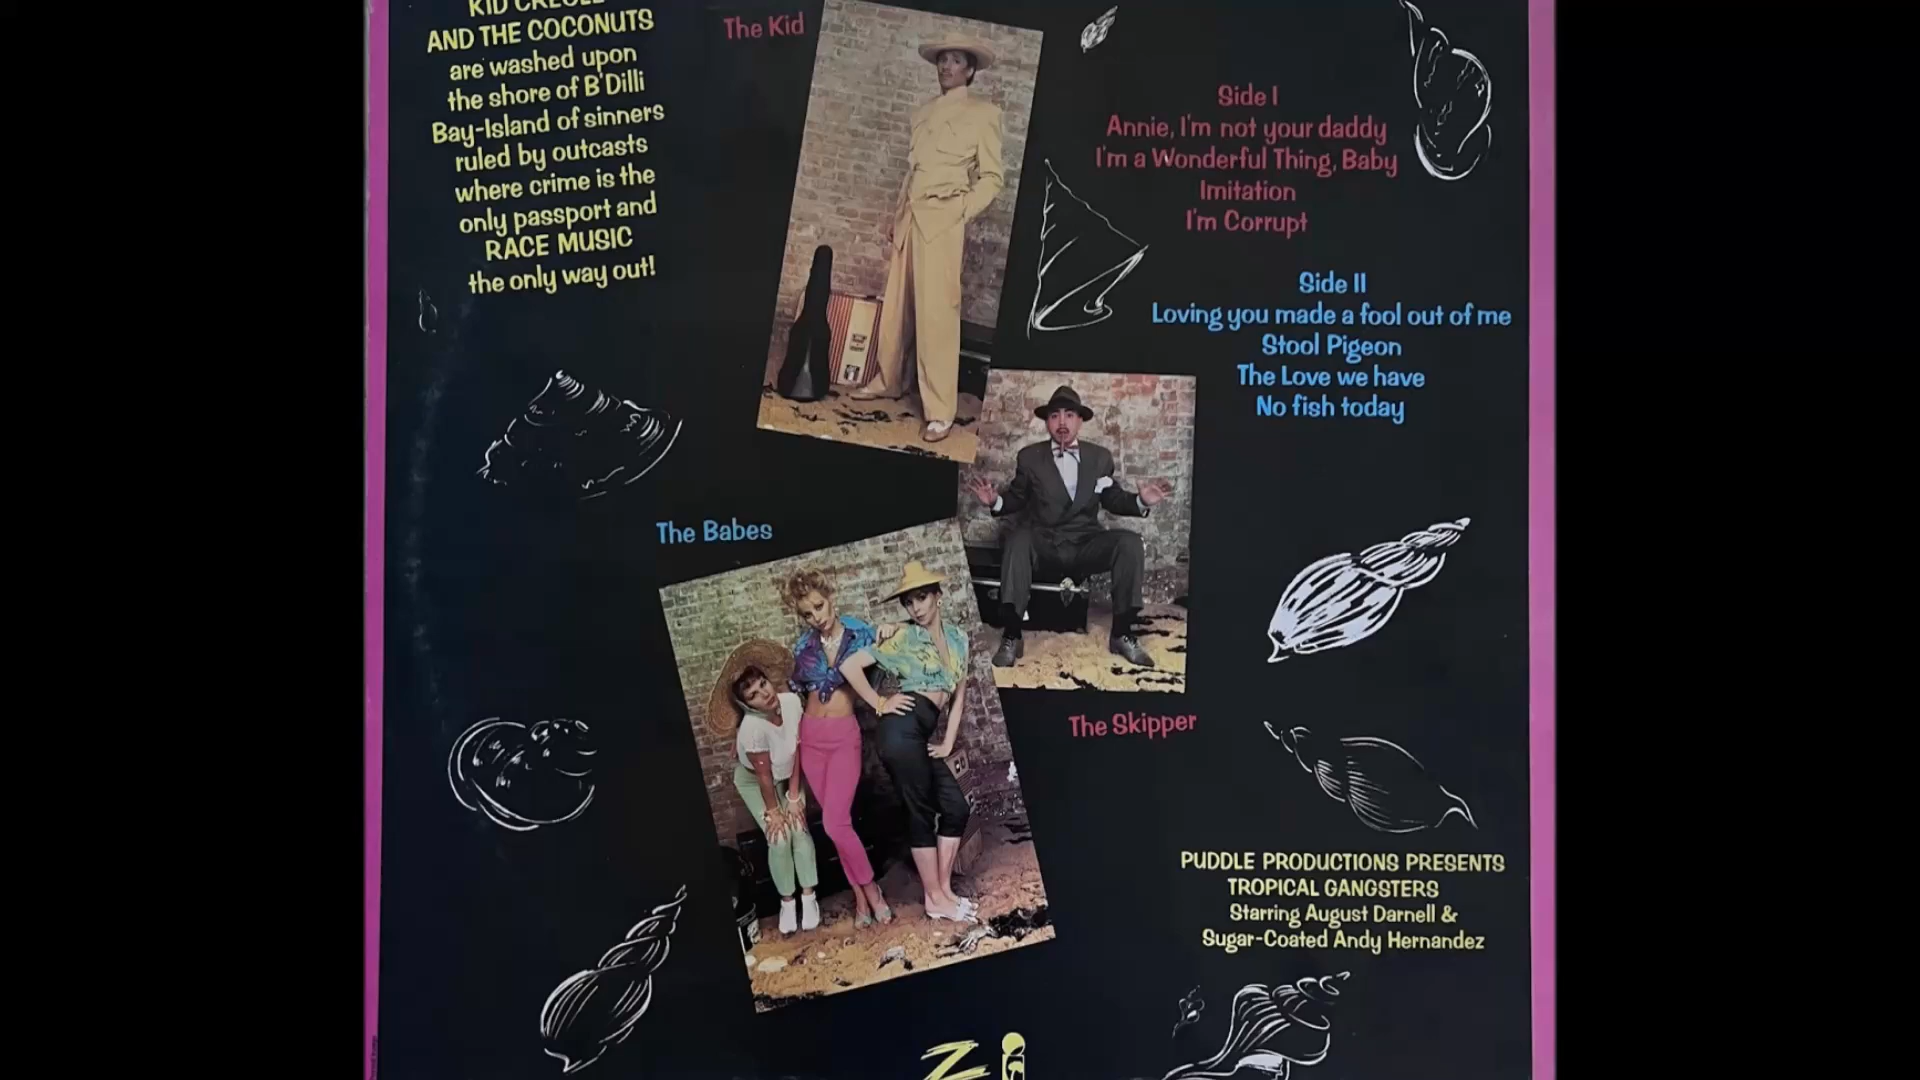 KID CREOLE
AND THE COCONUTS
are washed upon
the shore of B'Dilli
Bay-Island of sinners
ruled by outcasts
where crime is the
only passport and
RACE MUSIC
the only way out!
The Kid
Side I
Annie, I'm not your daddy
I'm a Wonderful Thing, Baby
Imitation
I'm Corrupt
Side II
Loving you made a fool out of me
Stool Pigeon
The Love we have
No fish today
The Babes
The Skipper
PUDDLE PRODUCTIONS PRESENTS
TROPICAL GANGSTERS
Starring August Darnell &
Sugar-Coated Andy Hernandez